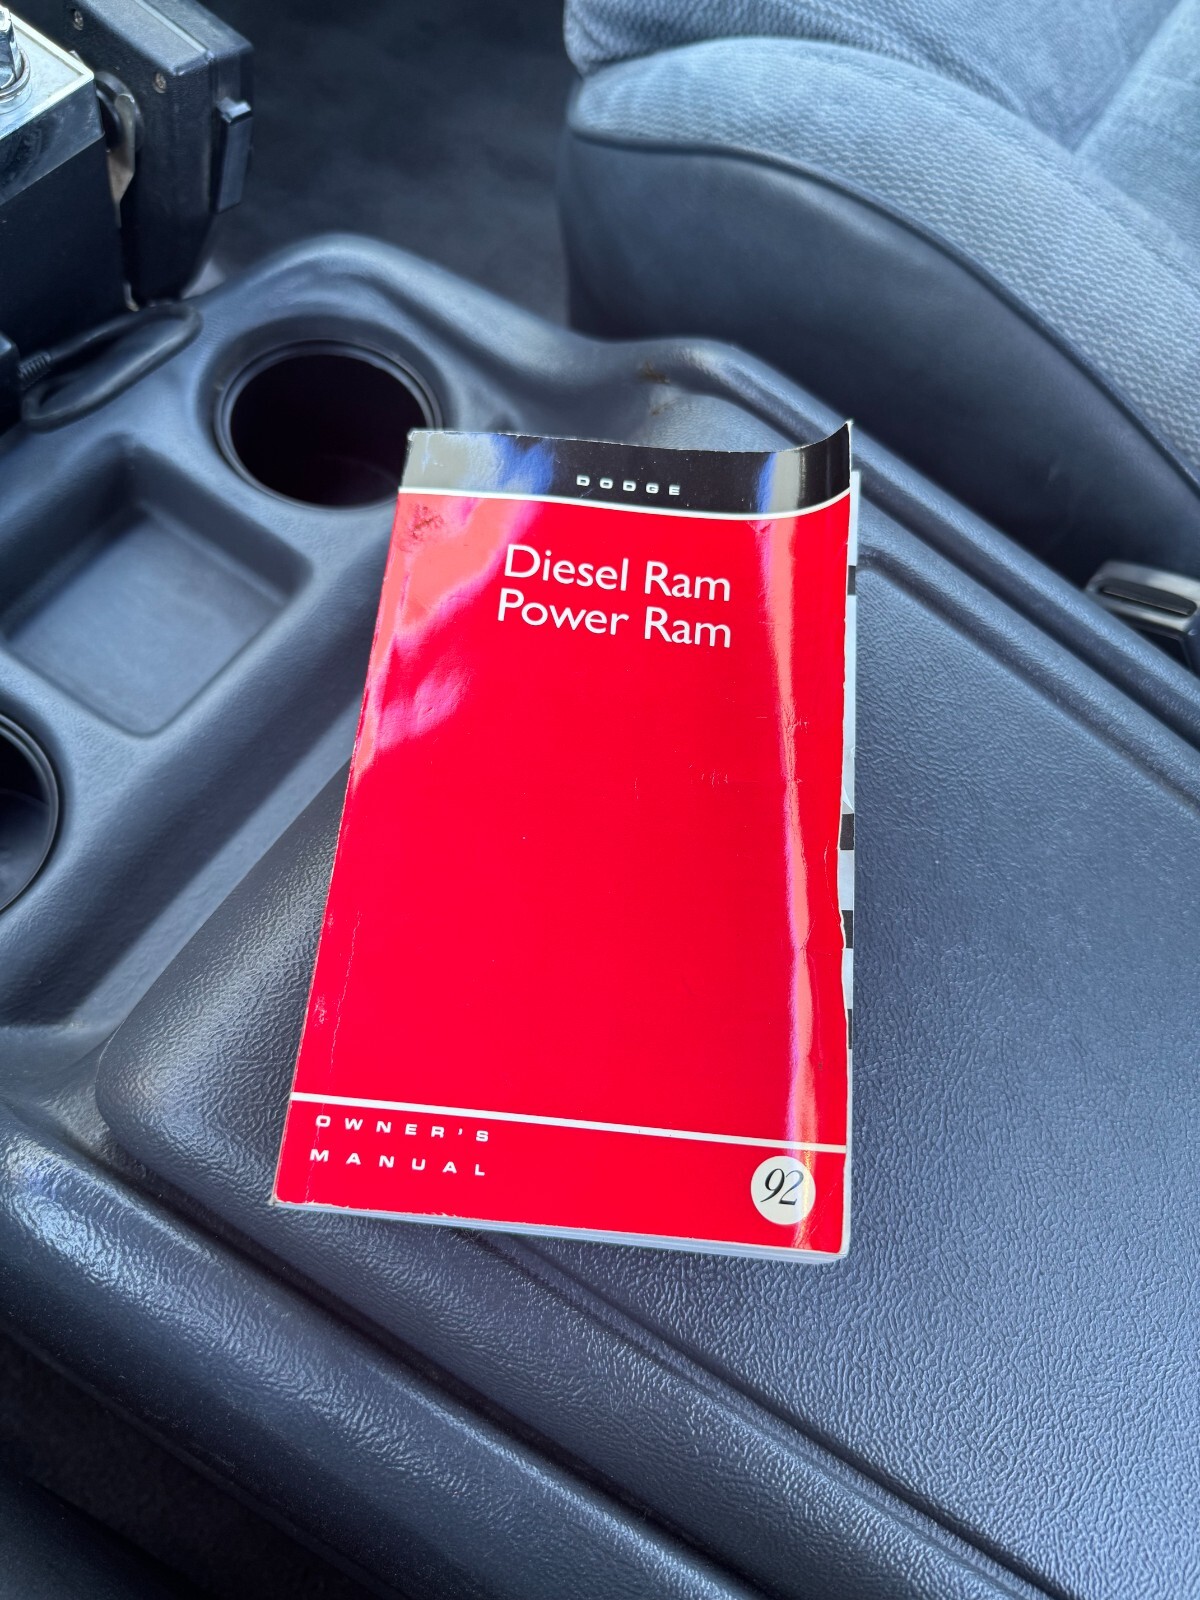 DODGE
Diesel Ram
Power Ram
OWNER'S
MANUAL
92